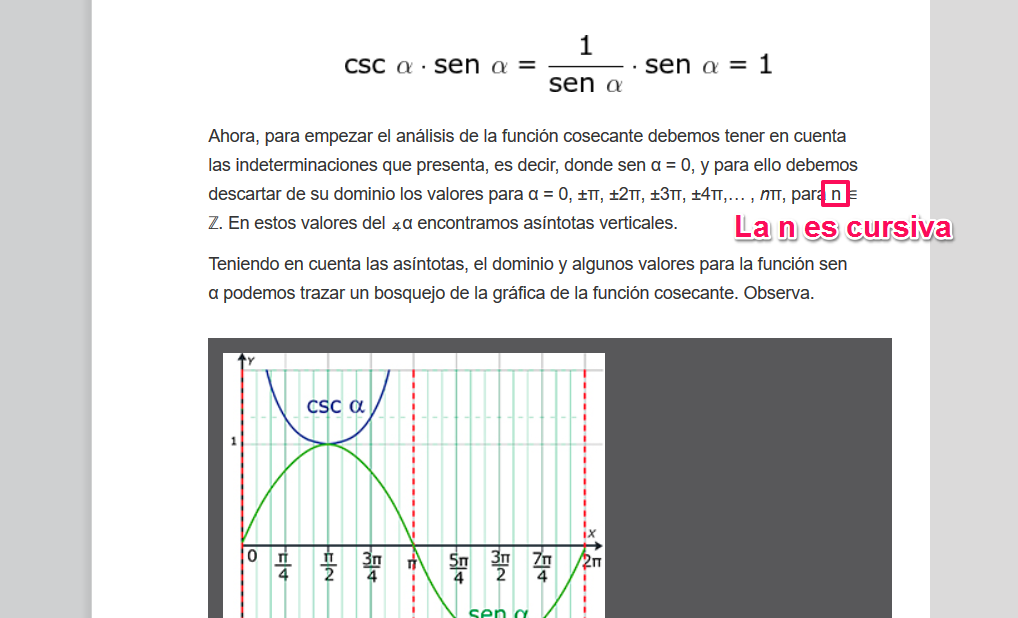 csc α · sen α = 1/sen α · sen α = 1
Ahora, para empezar el análisis de la función cosecante debemos tener en cuenta
las indeterminaciones que presenta, es decir, donde sen α = 0, y para ello debemos
descartar de su dominio los valores para α = 0, ±π, ±2π, ±3π, ±4π,… , nπ, para n ∈
ℤ. En estos valores del ∡α encontramos asíntotas verticales.
La n es cursiva
Teniendo en cuenta las asíntotas, el dominio y algunos valores para la función sen
α podemos trazar un bosquejo de la gráfica de la función cosecante. Observa.
Y
csc α
1
X
0 π/4 π/2 3π/4 π 5π/4 3π/2 7π/4 2π
sen α